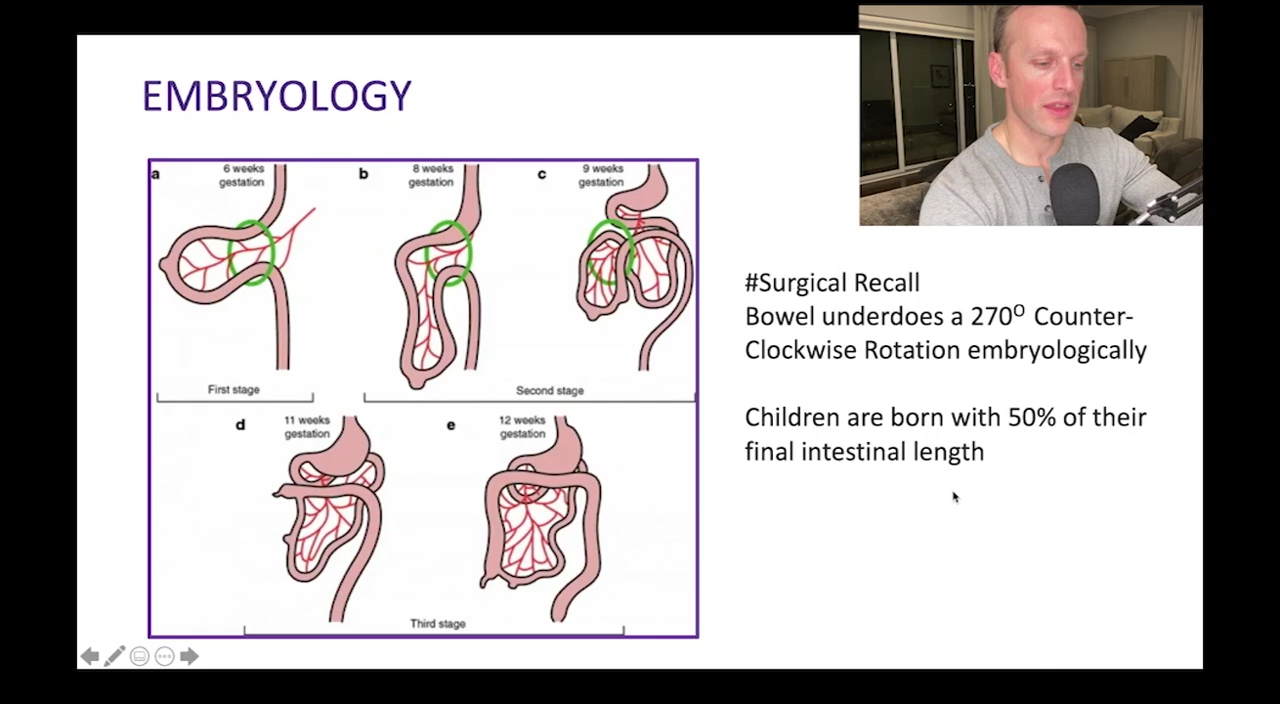 EMBRYOLOGY
a
6 weeks
gestation
b
8 weeks
gestation
c
9 weeks
gestation
First stage
Second stage
d
11 weeks
gestation
e
12 weeks
gestation
Third stage
#Surgical Recall
Bowel underdoes a 270⁰ Counter-
Clockwise Rotation embryologically
Children are born with 50% of their
final intestinal length